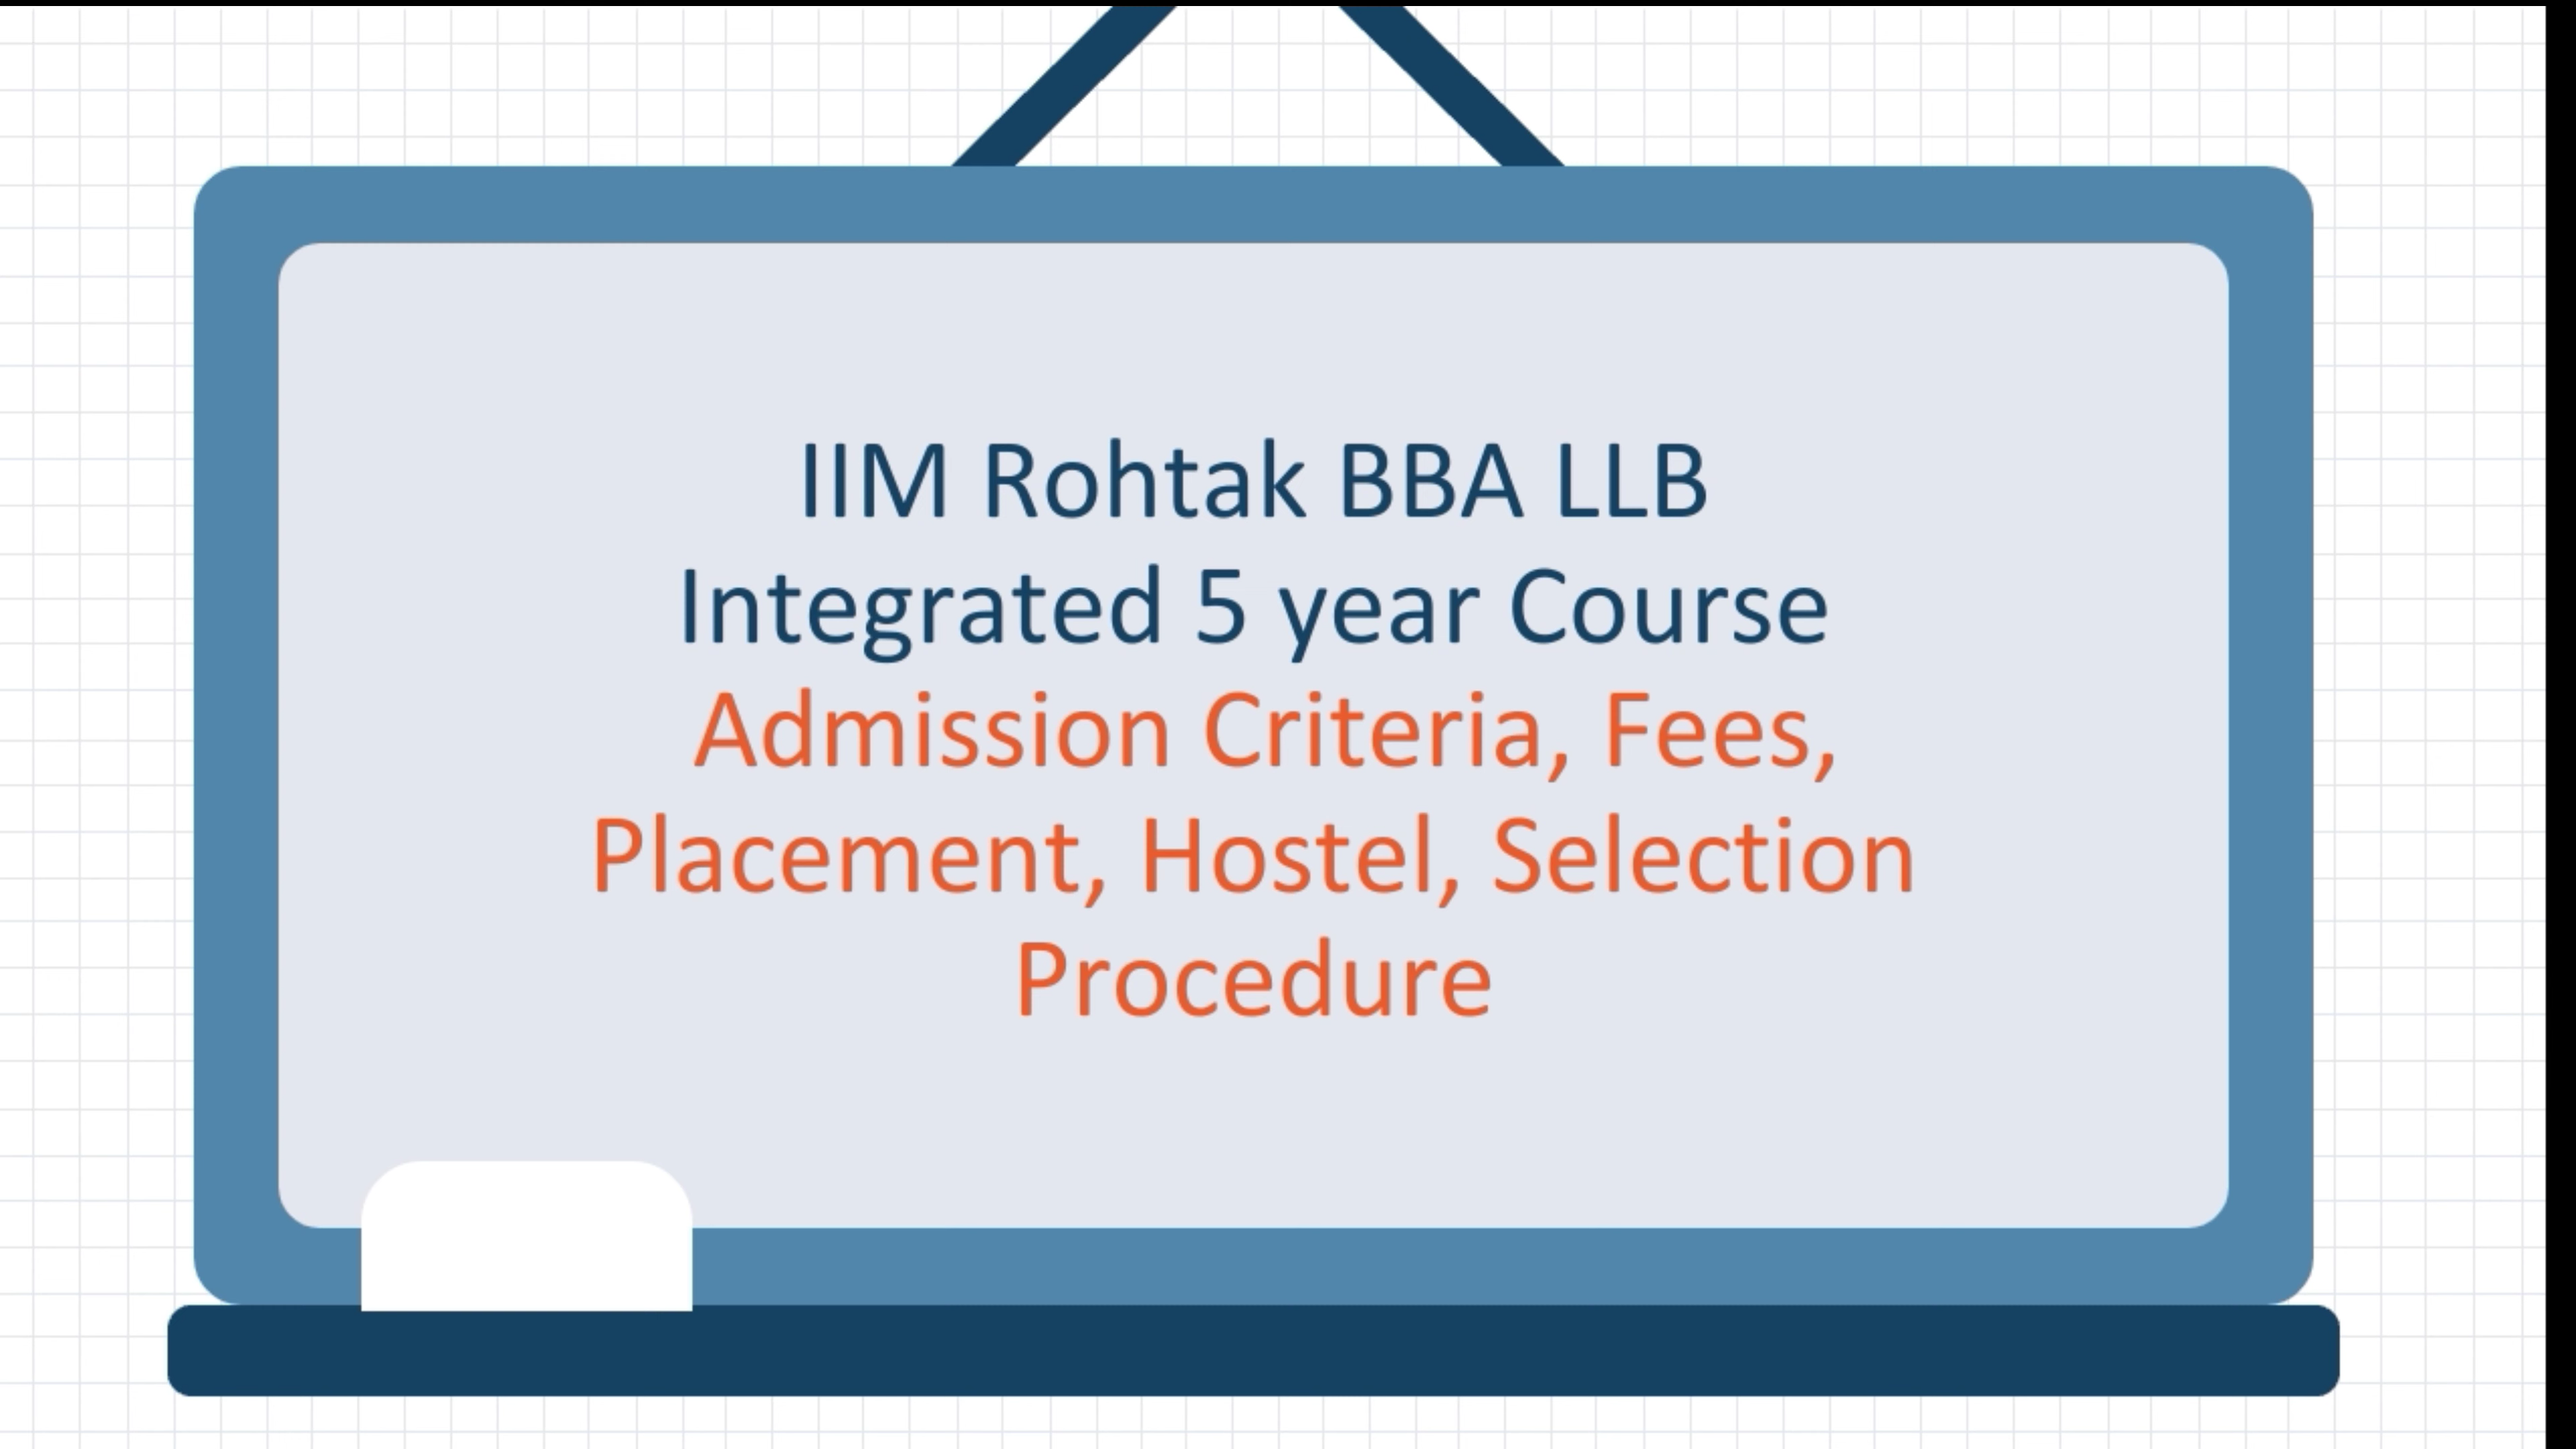 IIM Rohtak BBA LLB
Integrated 5 year Course
Admission Criteria, Fees,
Placement, Hostel, Selection
Procedure